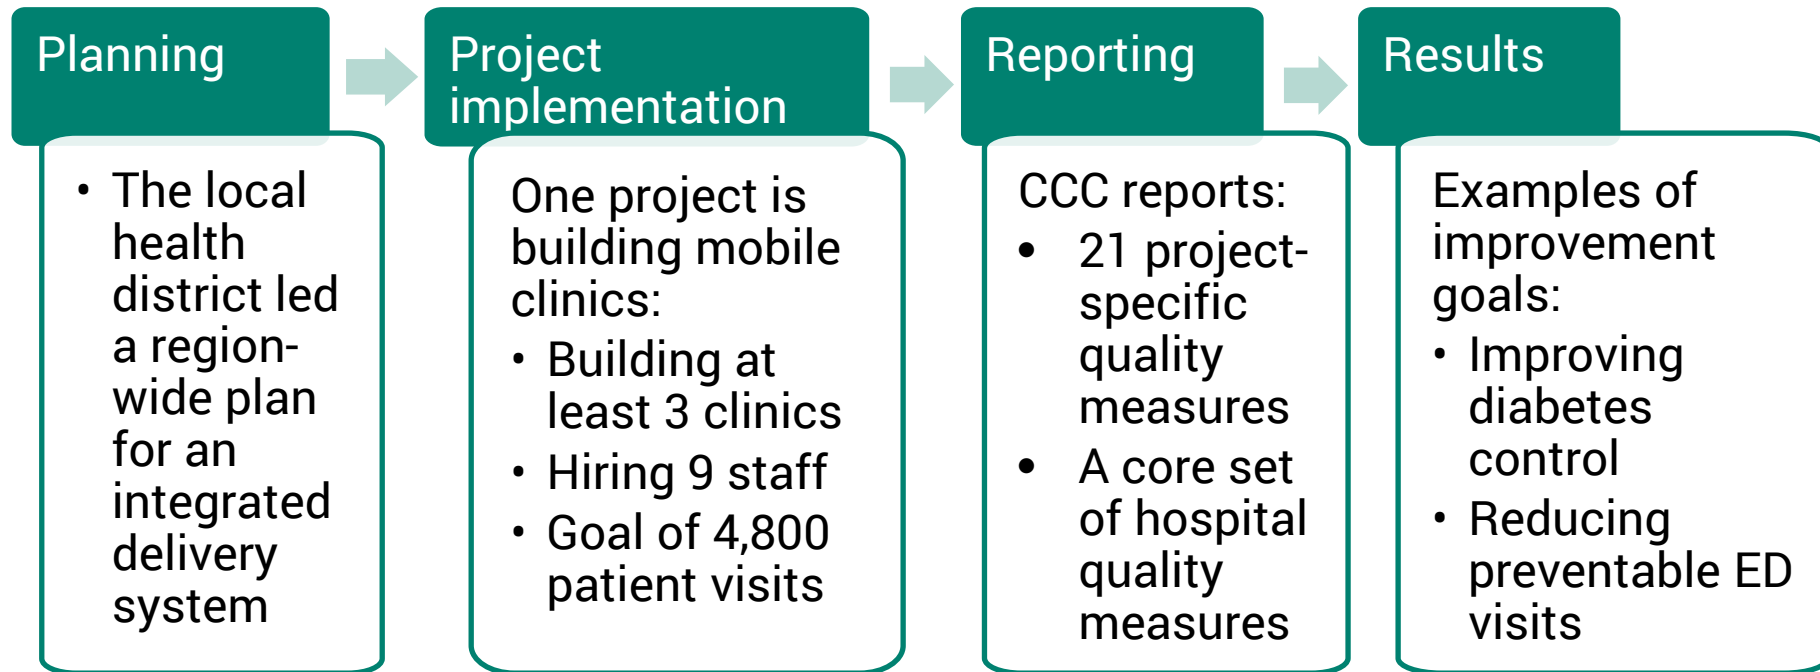 Planning
• The local
health
district led
a region-
wide plan
for an
integrated
delivery
system
Project
implementation
One project is
building mobile
clinics:
• Building at
least 3 clinics
• Hiring 9 staff
• Goal of 4,800
patient visits
Reporting
CCC reports:
• 21 project-
specific
quality
measures
• A core set
of hospital
quality
measures
Results
Examples of
improvement
goals:
• Improving
diabetes
control
• Reducing
preventable ED
visits